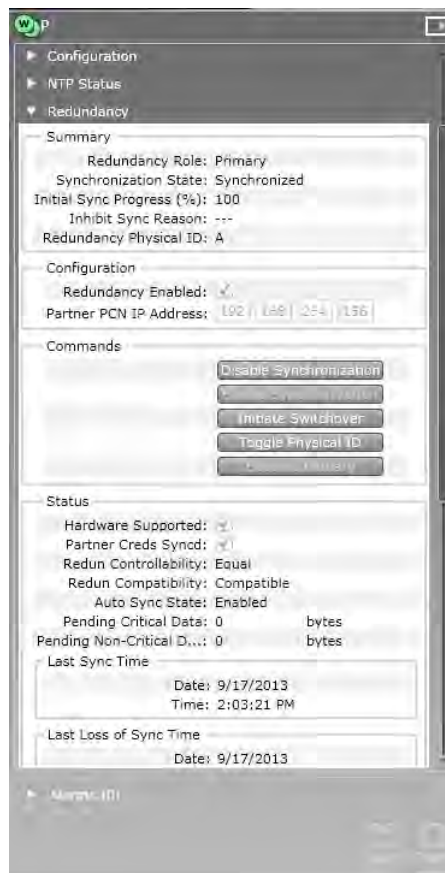 W P
Configuration
NTP Status
Redundancy
Summary
Redundancy Role: Primary
Synchronization State: Synchronized
Initial Sync Progress (%): 100
Inhibit Sync Reason: ---
Redundancy Physical ID: A
Configuration
Redundancy Enabled:
Partner PCN IP Address: 192 168 254 156
Commands
Disable Synchronization
Initiate Switchover
Toggle Physical ID
Status
Hardware Supported:
Partner Creds Syncd:
Redun Controllability: Equal
Redun Compatibility: Compatible
Auto Sync State: Enabled
Pending Critical Data: 0 bytes
Pending Non-Critical D...: 0 bytes
Last Sync Time
Date: 9/17/2013
Time: 2:03:21 PM
Last Loss of Sync Time
Date: 9/17/2013
Alarms (0)